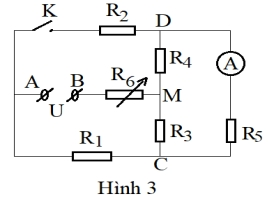 K R₂ D
R₄ A
A B R₆ M
U
R₃ R₅
R₁ C
Hình 3